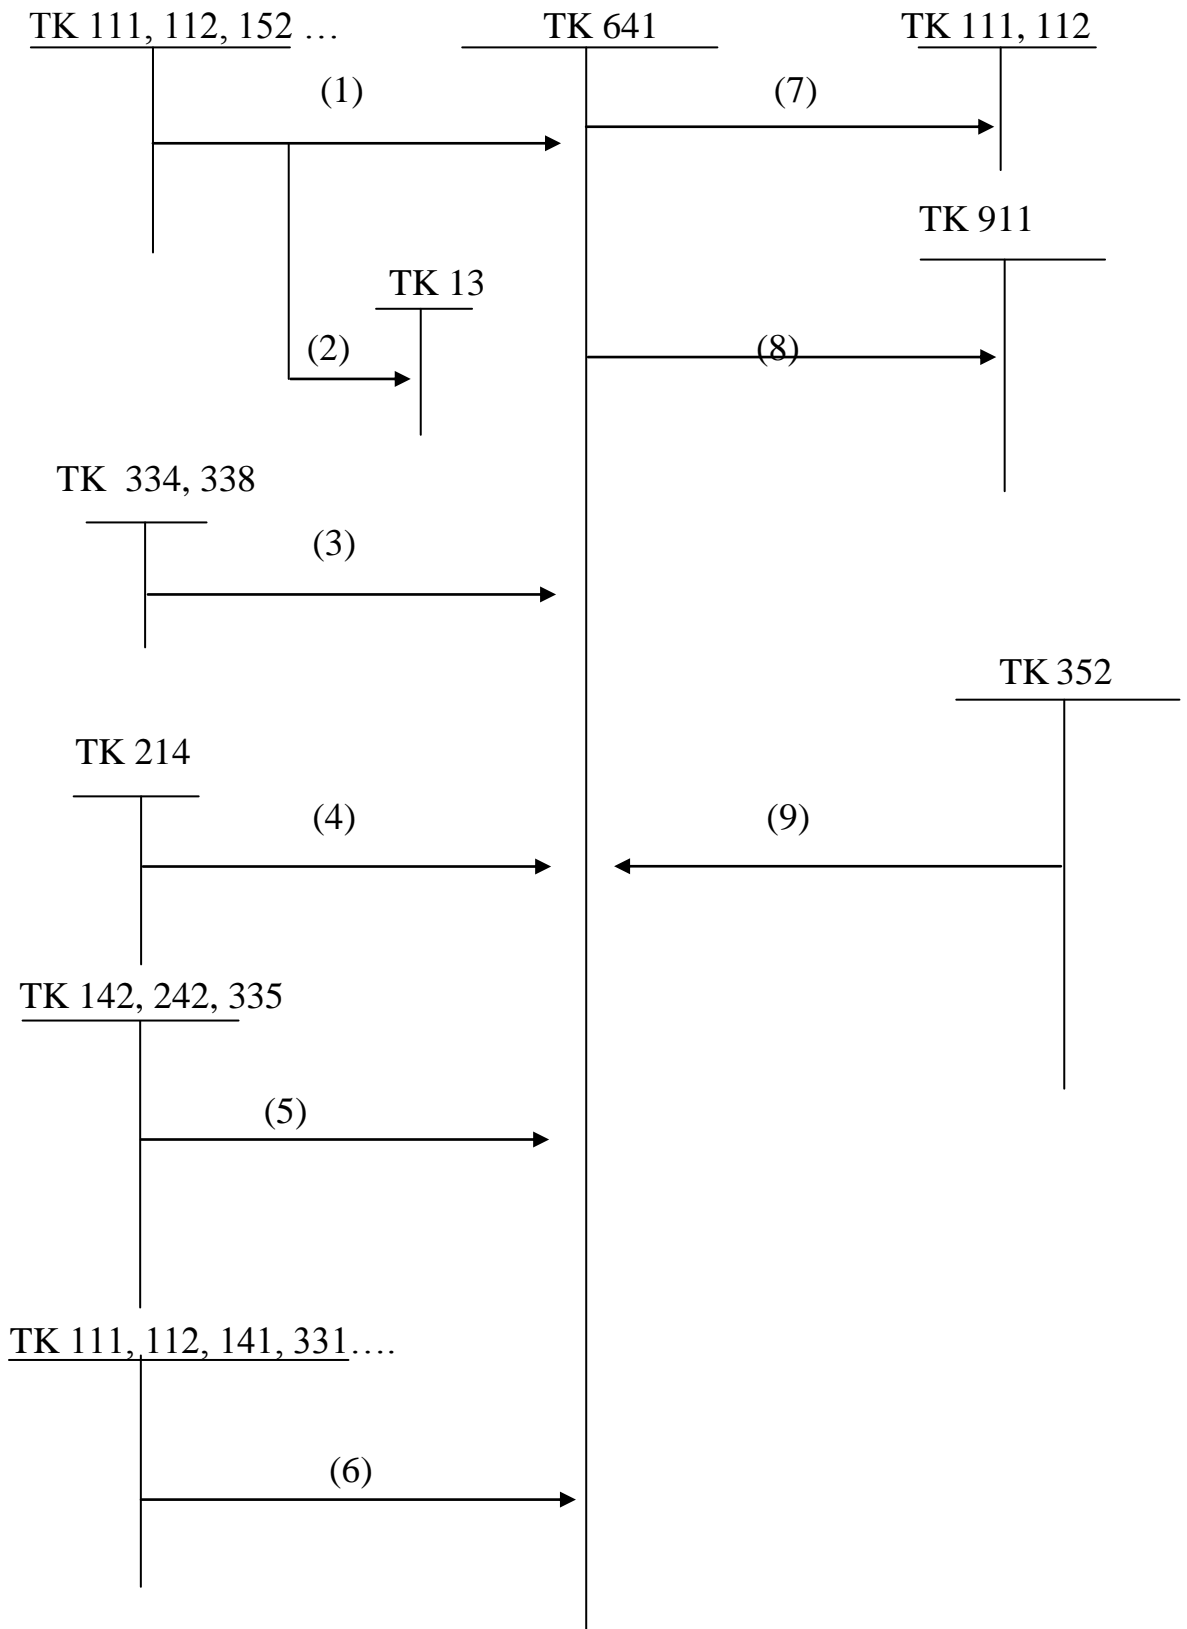 TK 111, 112, 152 …
TK 641
TK 111, 112
(1)
(7)
TK 911
TK 13
(2)
(8)
TK 334, 338
(3)
TK 352
TK 214
(4)
(9)
TK 142, 242, 335
(5)
TK 111, 112, 141, 331….
(6)